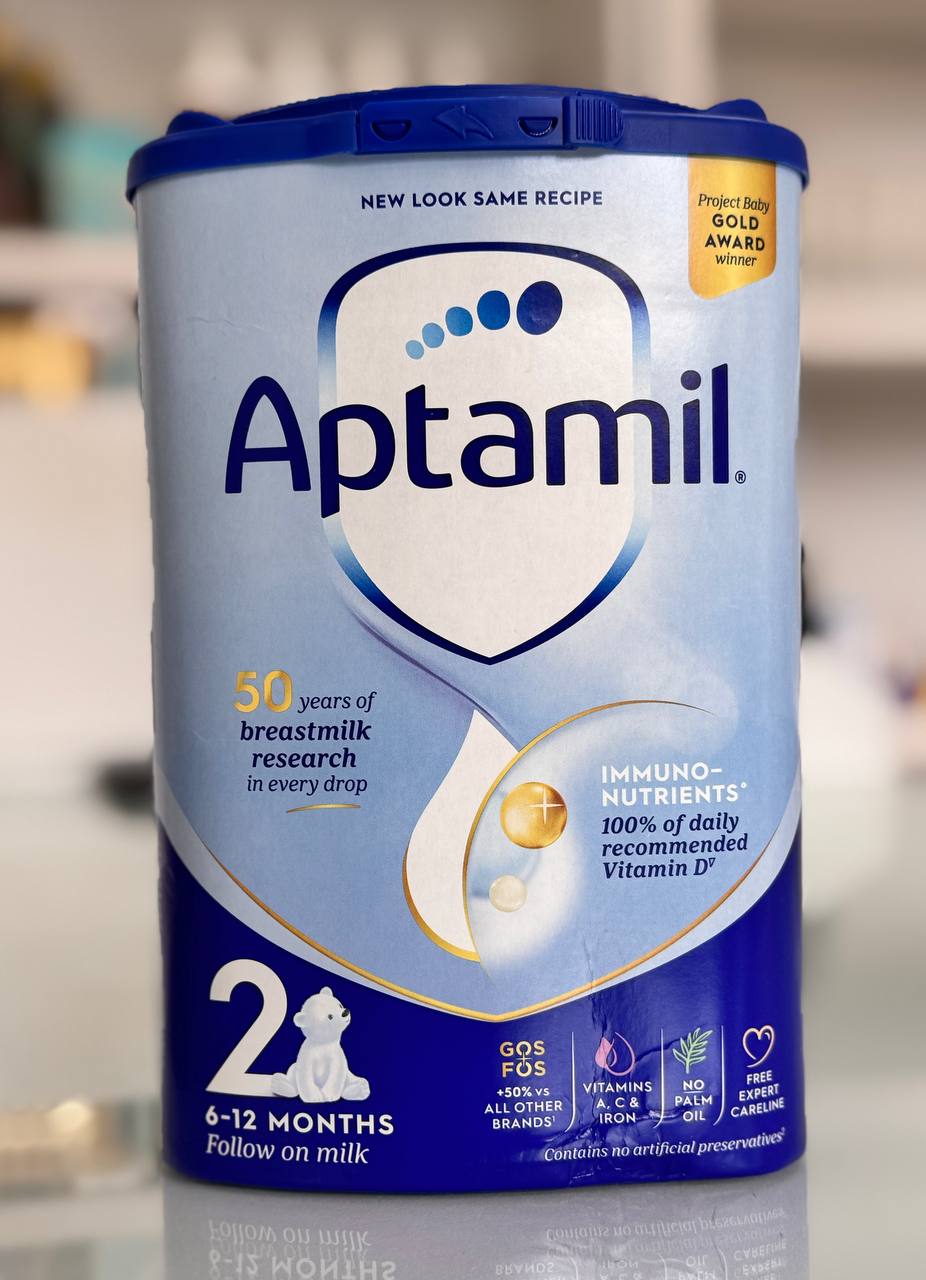 NEW LOOK SAME RECIPE
Project Baby
GOLD
AWARD
winner
Aptamil®
50 years of
breastmilk
research
in every drop
IMMUNO-
NUTRIENTS°
100% of daily
recommended
Vitamin D∇
2
6-12 MONTHS
Follow on milk
GOS
FOS
+50% VS
ALL OTHER
BRANDS¹
VITAMINS
A, C &
IRON
NO
PALM
OIL
FREE
EXPERT
CARELINE
Contains no artificial preservatives²